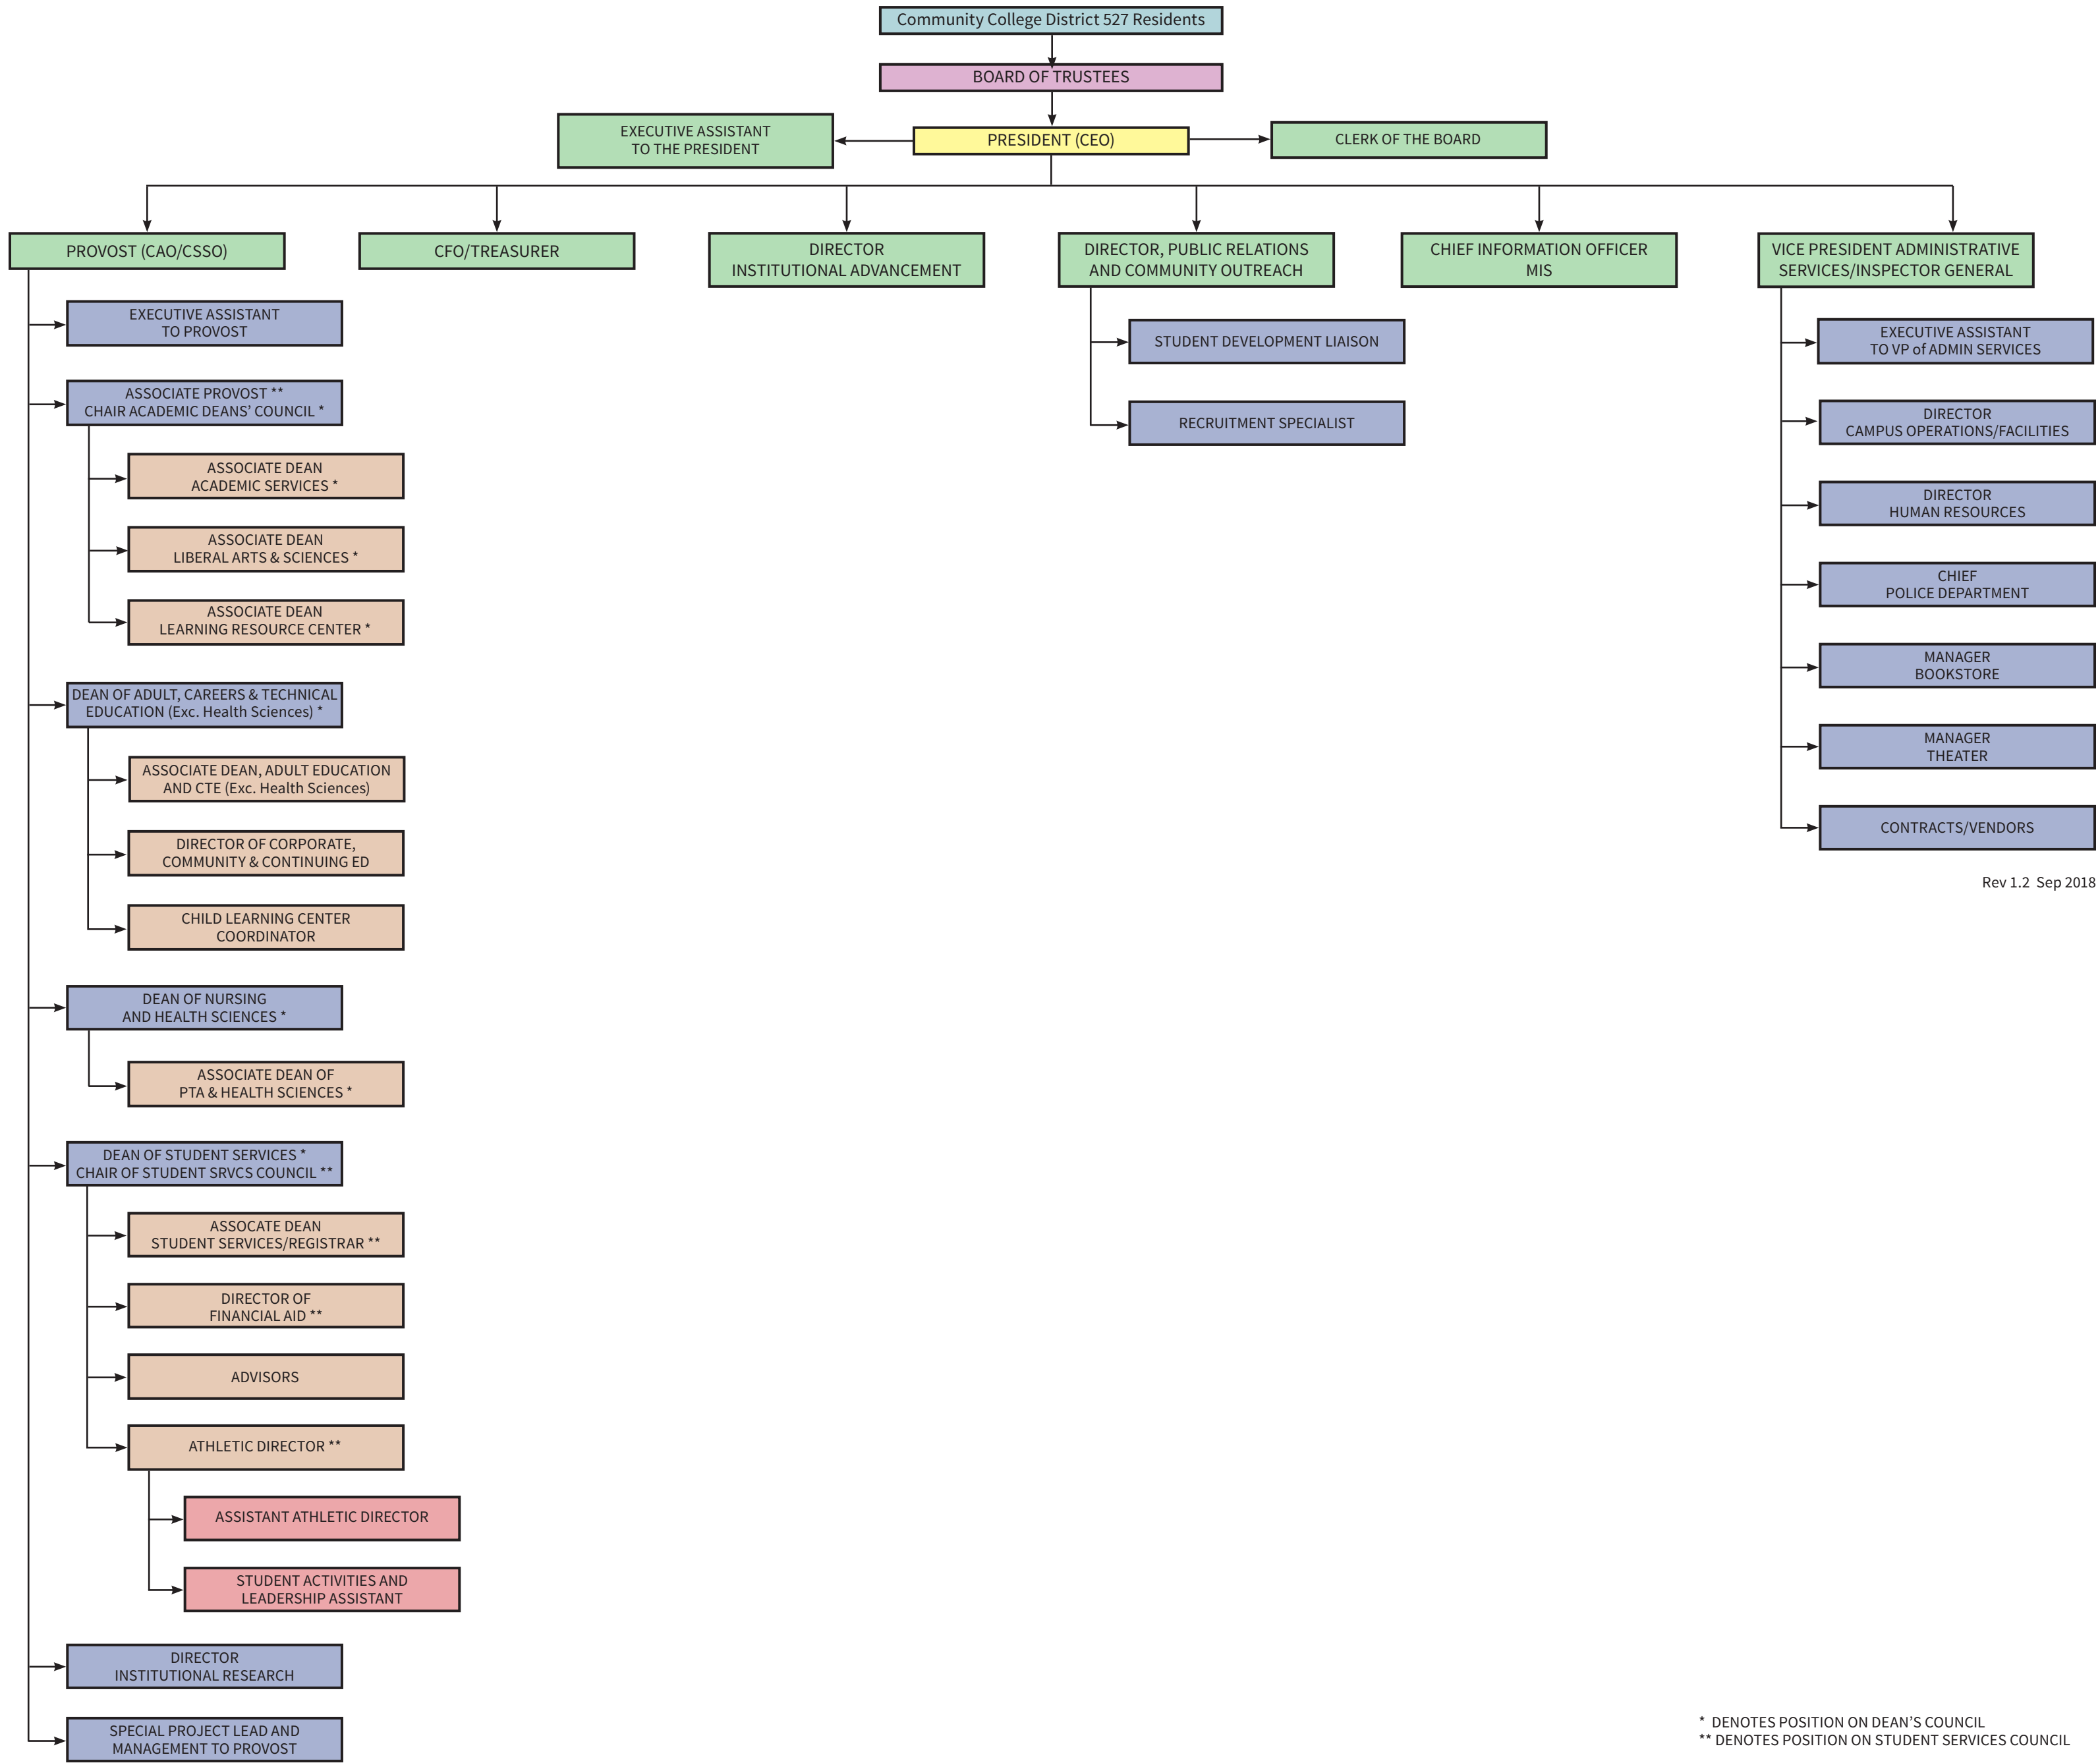 Community College District 527 Residents
BOARD OF TRUSTEES
EXECUTIVE ASSISTANT
TO THE PRESIDENT
PRESIDENT (CEO)
CLERK OF THE BOARD
PROVOST (CAO/CSSO)
CFO/TREASURER
DIRECTOR
INSTITUTIONAL ADVANCEMENT
DIRECTOR, PUBLIC RELATIONS
AND COMMUNITY OUTREACH
CHIEF INFORMATION OFFICER
MIS
VICE PRESIDENT ADMINISTRATIVE
SERVICES/INSPECTOR GENERAL
EXECUTIVE ASSISTANT
TO PROVOST
ASSOCIATE PROVOST **
CHAIR ACADEMIC DEANS’ COUNCIL *
ASSOCIATE DEAN
ACADEMIC SERVICES *
ASSOCIATE DEAN
LIBERAL ARTS & SCIENCES *
ASSOCIATE DEAN
LEARNING RESOURCE CENTER *
DEAN OF ADULT, CAREERS & TECHNICAL
EDUCATION (Exc. Health Sciences) *
ASSOCIATE DEAN, ADULT EDUCATION
AND CTE (Exc. Health Sciences)
DIRECTOR OF CORPORATE,
COMMUNITY & CONTINUING ED
CHILD LEARNING CENTER
COORDINATOR
DEAN OF NURSING
AND HEALTH SCIENCES *
ASSOCIATE DEAN OF
PTA & HEALTH SCIENCES *
DEAN OF STUDENT SERVICES *
CHAIR OF STUDENT SRVCS COUNCIL **
ASSOCATE DEAN
STUDENT SERVICES/REGISTRAR **
DIRECTOR OF
FINANCIAL AID **
ADVISORS
ATHLETIC DIRECTOR **
ASSISTANT ATHLETIC DIRECTOR
STUDENT ACTIVITIES AND
LEADERSHIP ASSISTANT
DIRECTOR
INSTITUTIONAL RESEARCH
SPECIAL PROJECT LEAD AND
MANAGEMENT TO PROVOST
STUDENT DEVELOPMENT LIAISON
RECRUITMENT SPECIALIST
EXECUTIVE ASSISTANT
TO VP of ADMIN SERVICES
DIRECTOR
CAMPUS OPERATIONS/FACILITIES
DIRECTOR
HUMAN RESOURCES
CHIEF
POLICE DEPARTMENT
MANAGER
BOOKSTORE
MANAGER
THEATER
CONTRACTS/VENDORS
Rev 1.2 Sep 2018
* DENOTES POSITION ON DEAN’S COUNCIL
** DENOTES POSITION ON STUDENT SERVICES COUNCIL